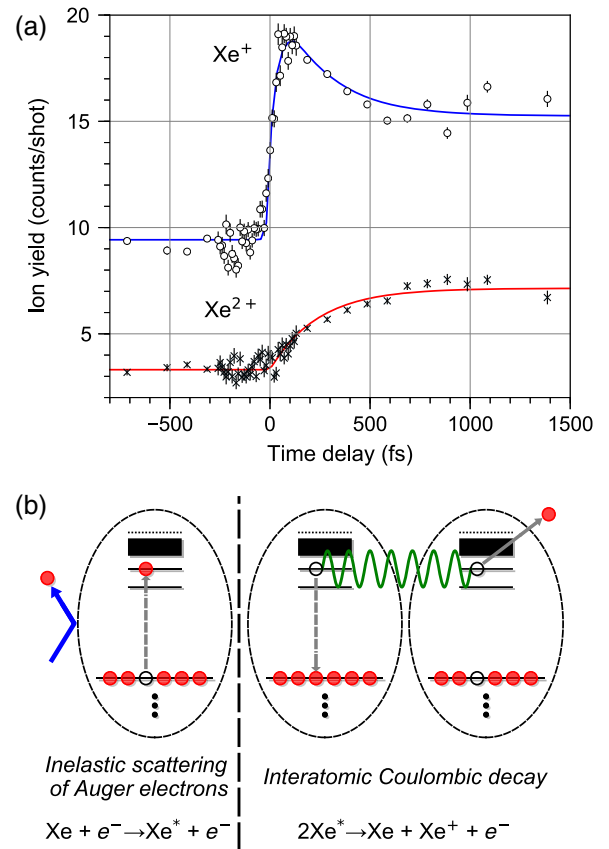 (a)
Xe⁺
Xe²⁺
Ion yield (counts/shot)
20
15
10
5
−500 0 500 1000 1500
Time delay (fs)
(b)
Inelastic scattering
of Auger electrons
Xe + e⁻→Xe* + e⁻
Interatomic Coulombic decay
2Xe*→Xe + Xe⁺ + e⁻